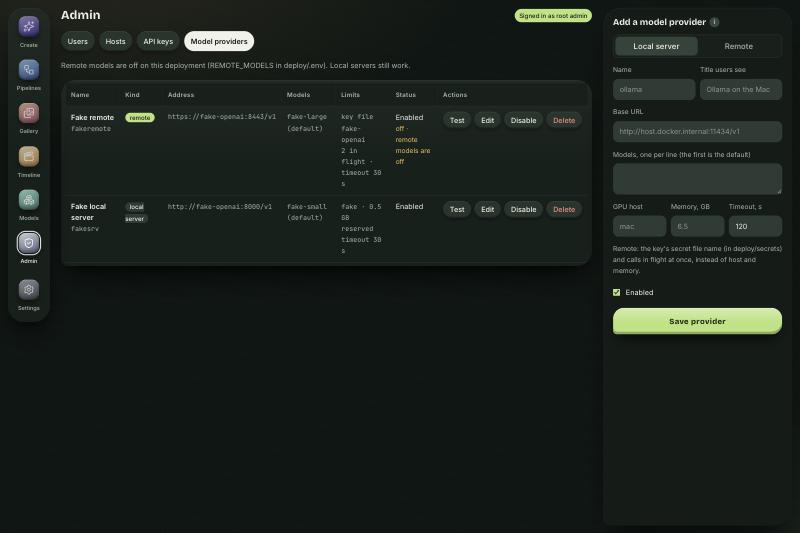 Admin
Signed in as root admin
Users
Hosts
API keys
Model providers
Remote models are off on this deployment (REMOTE_MODELS in deploy/.env). Local servers still work.
Name Kind Address Models Limits Status Actions
Fake remote
fakeremote
remote
https://fake-openai:8443/v1
fake-large
(default)
key file
fake-
openai
2 in
flight ·
timeout 30
s
Enabled
off ·
remote
models are
off
Test Edit Disable Delete
Fake local
server
fakesrv
local
server
http://fake-openai:8000/v1
fake-small
(default)
fake · 0.5
GB
reserved
timeout 30
s
Enabled
Test Edit Disable Delete
Create
Pipelines
Gallery
Timeline
Models
Admin
Settings
Add a model provider i
Local server Remote
Name Title users see
ollama Ollama on the Mac
Base URL
http://host.docker.internal:11434/v1
Models, one per line (the first is the default)
GPU host Memory, GB Timeout, s
mac 6.5 120
Remote: the key's secret file name (in deploy/secrets)
and calls in flight at once, instead of host and
memory.
Enabled
Save provider